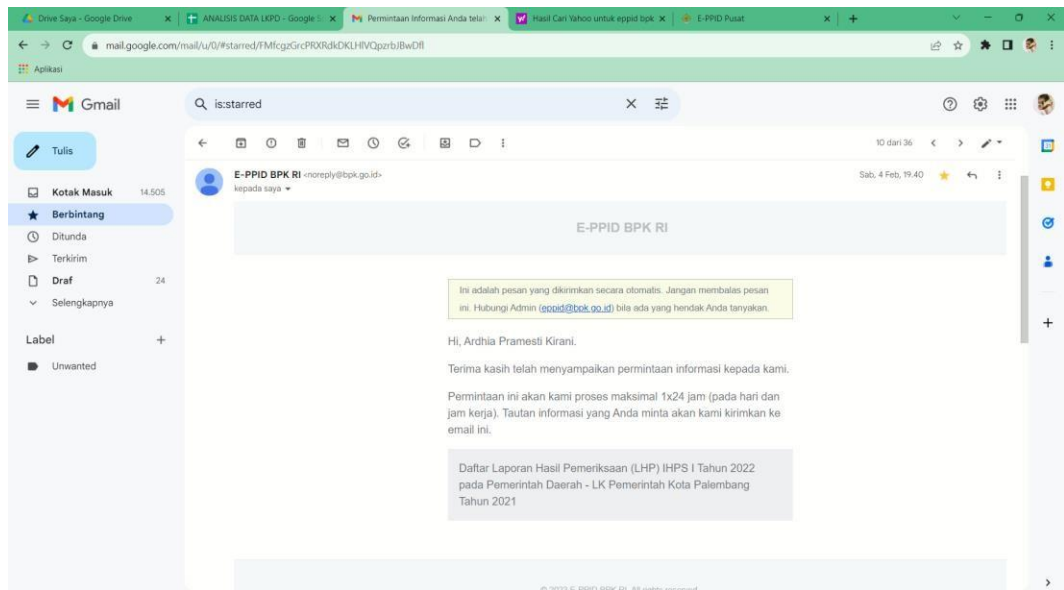 Drive Saya - Google Drive
ANALISIS DATA LKPD - Google S
Permintaan Informasi Anda telah
Hasil Cari Yahoo untuk eppid bpk
E-PPID Pusat
mail.google.com/mail/u/0/#starred/FMfcgzGrcPRXRdkDKLHlVQpzrbJBwDfl
Aplikasi
Gmail
is:starred
Tulis
10 dari 36
Kotak Masuk 14.505
Berbintang
Ditunda
Terkirim
Draf 24
Selengkapnya
Label
Unwanted
E-PPID BPK RI <noreply@bpk.go.id>
Sab, 4 Feb, 19.40
kepada saya
E-PPID BPK RI
Ini adalah pesan yang dikirimkan secara otomatis. Jangan membalas pesan
ini. Hubungi Admin (eppid@bpk.go.id) bila ada yang hendak Anda tanyakan.
Hi, Ardhia Pramesti Kirani.
Terima kasih telah menyampaikan permintaan informasi kepada kami.
Permintaan ini akan kami proses maksimal 1x24 jam (pada hari dan
jam kerja). Tautan informasi yang Anda minta akan kami kirimkan ke
email ini.
Daftar Laporan Hasil Pemeriksaan (LHP) IHPS I Tahun 2022
pada Pemerintah Daerah - LK Pemerintah Kota Palembang
Tahun 2021